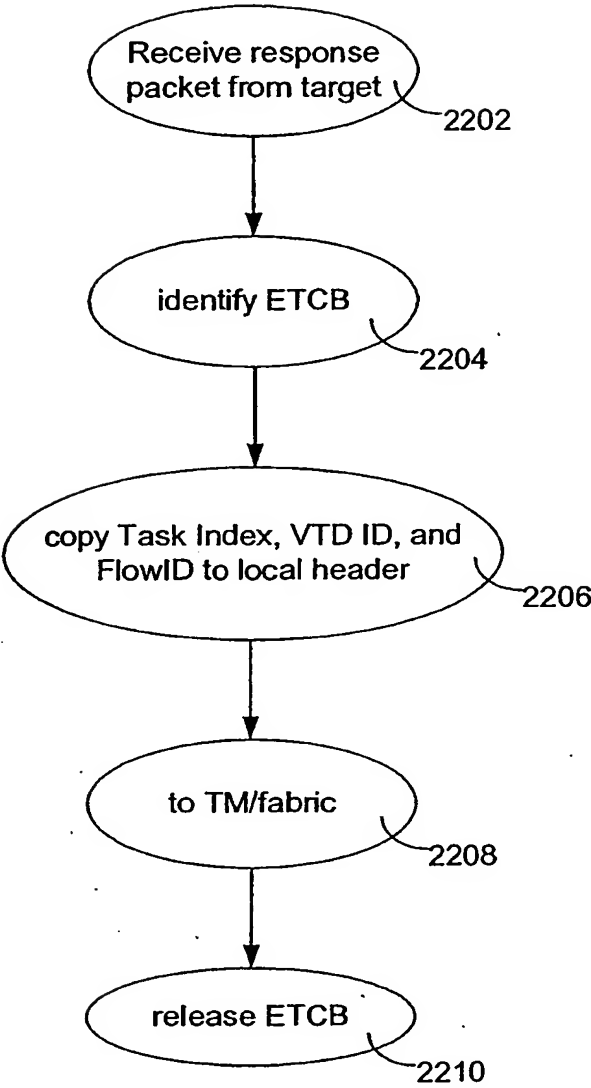 Receive response
packet from target
2202
identify ETCB
2204
copy Task Index, VTD ID, and
FlowID to local header
2206
to TM/fabric
2208
release ETCB
2210